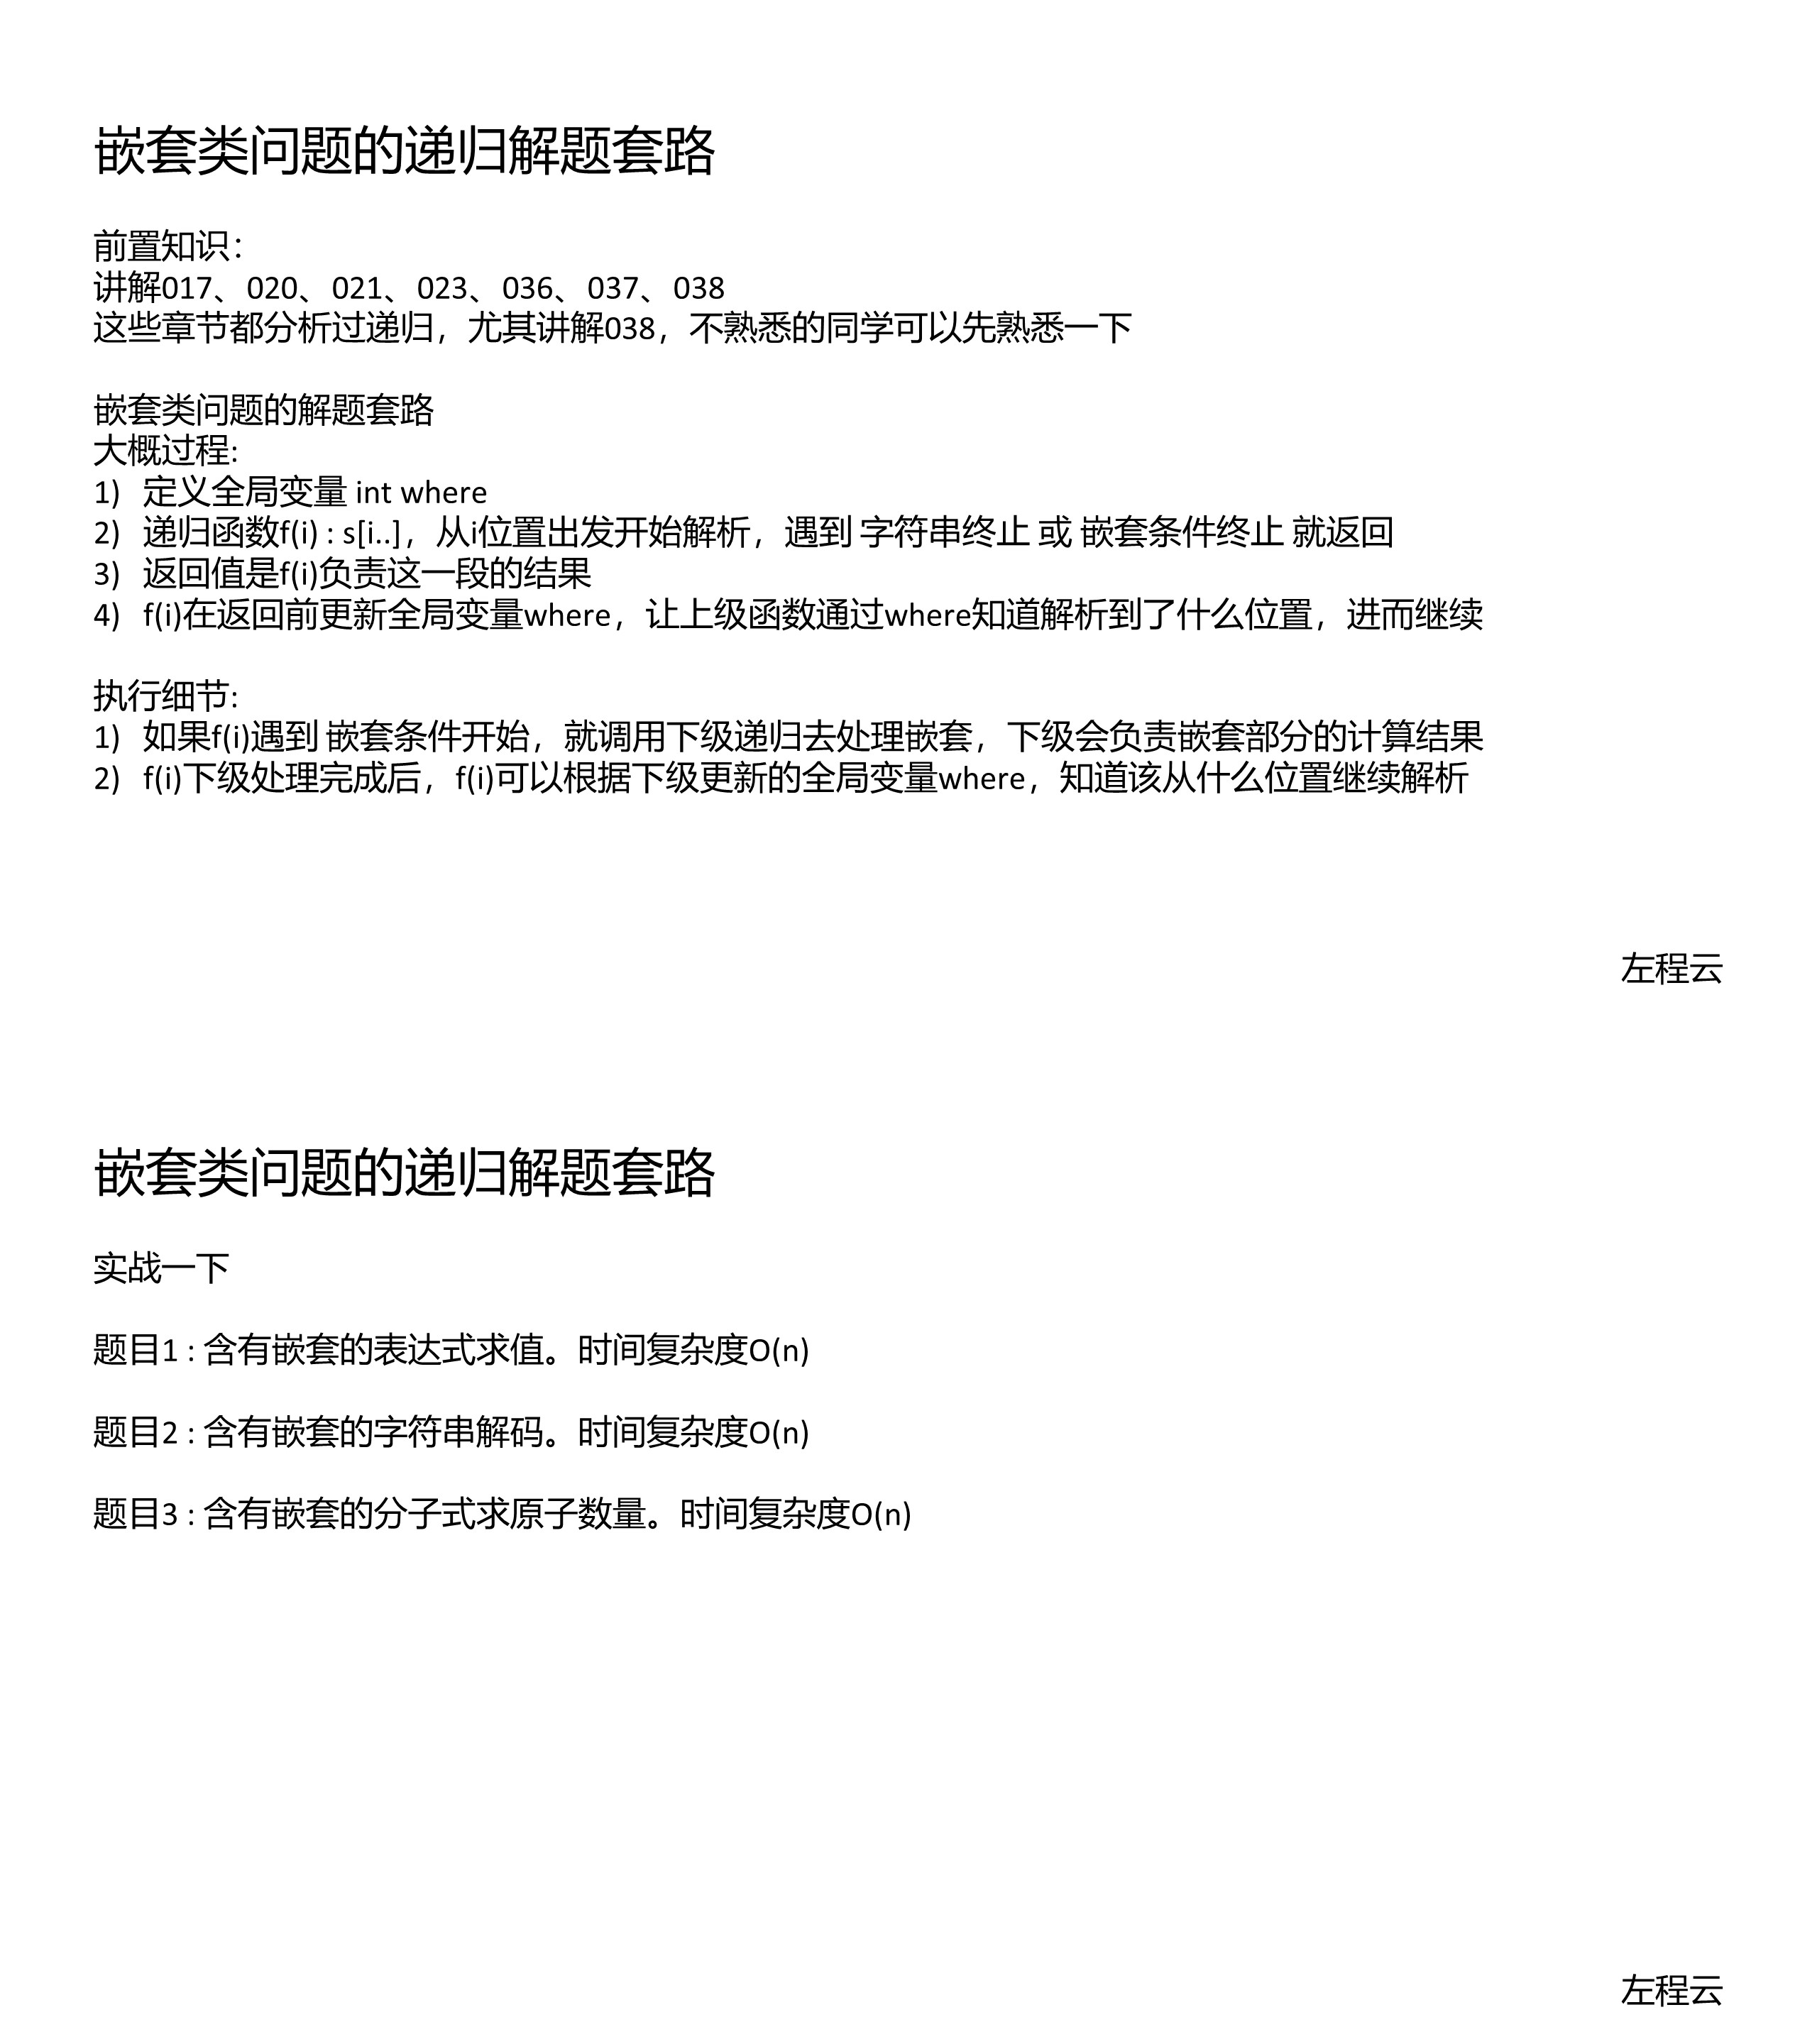 嵌套类问题的递归解题套路
前置知识：
讲解017、020、021、023、036、037、038
这些章节都分析过递归，尤其讲解038，不熟悉的同学可以先熟悉一下
嵌套类问题的解题套路
大概过程:
1) 定义全局变量 int where
2) 递归函数f(i) : s[i..]，从i位置出发开始解析，遇到 字符串终止 或 嵌套条件终止 就返回
3) 返回值是f(i)负责这一段的结果
4) f(i)在返回前更新全局变量where，让上级函数通过where知道解析到了什么位置，进而继续
执行细节:
1) 如果f(i)遇到 嵌套条件开始，就调用下级递归去处理嵌套，下级会负责嵌套部分的计算结果
2) f(i)下级处理完成后，f(i)可以根据下级更新的全局变量where，知道该从什么位置继续解析
左程云
嵌套类问题的递归解题套路
实战一下
题目1 : 含有嵌套的表达式求值。时间复杂度O(n)
题目2 : 含有嵌套的字符串解码。时间复杂度O(n)
题目3 : 含有嵌套的分子式求原子数量。时间复杂度O(n)
左程云